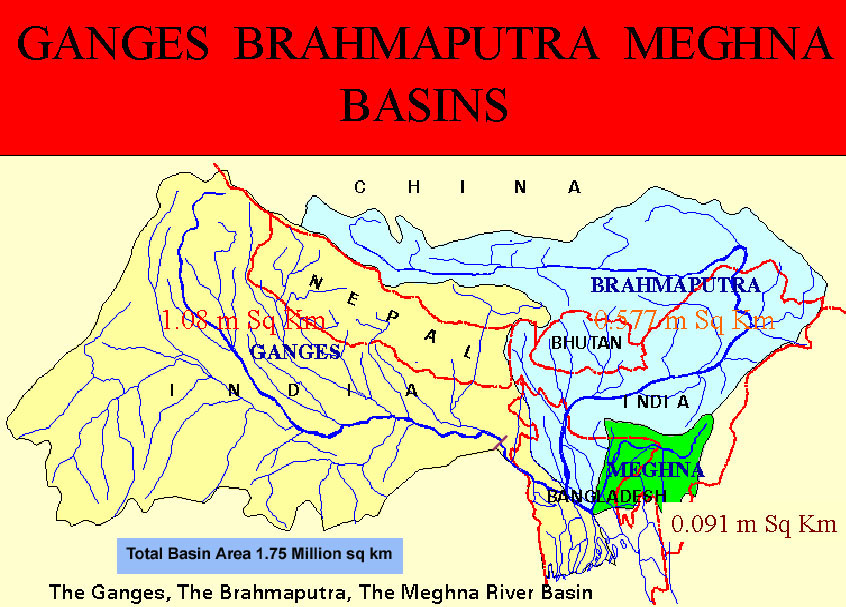 GANGES BRAHMAPUTRA MEGHNA
BASINS
C H I N A
N E P A L
BRAHMAPUTRA
1.08 m Sq Km
0.577 m Sq Km
GANGES
BHUTAN
I N D I A
INDIA
MEGHNA
BANGLADESH
0.091 m Sq Km
Total Basin Area 1.75 Million sq km
The Ganges, The Brahmaputra, The Meghna River Basin